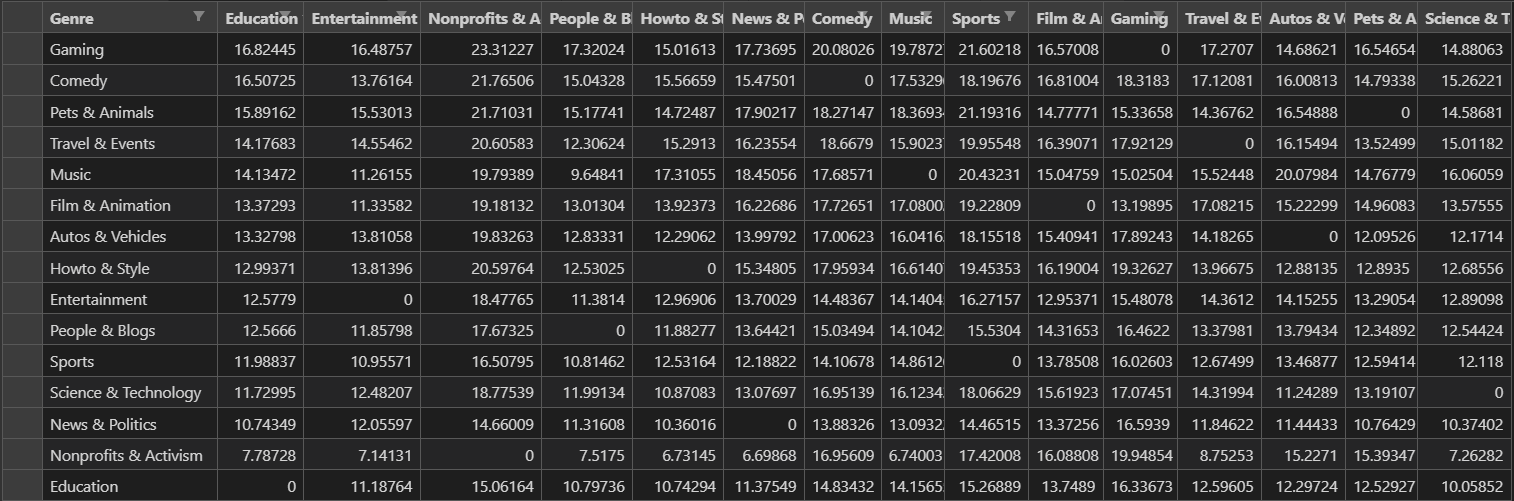 Genre Education Entertainment Nonprofits & A People & B Howto & St News & P Comedy Music Sports Film & A Gaming Travel & E Autos & V Pets & A Science & T
Gaming 16.82445 16.48757 23.31227 17.32024 15.01613 17.73695 20.08026 19.7872 21.60218 16.57008 0 17.2707 14.68621 16.54654 14.88063
Comedy 16.50725 13.76164 21.76506 15.04328 15.56659 15.47501 0 17.5329 18.19676 16.81004 18.3183 17.12081 16.00813 14.79338 15.26221
Pets & Animals 15.89162 15.53013 21.71031 15.17741 14.72487 17.90217 18.27147 18.3693 21.19316 14.77771 15.33658 14.36762 16.54888 0 14.58681
Travel & Events 14.17683 14.55462 20.60583 12.30624 15.2913 16.23554 18.6679 15.9023 19.95548 16.39071 17.92129 0 16.15494 13.52499 15.01182
Music 14.13472 11.26155 19.79389 9.64841 17.31055 18.45056 17.68571 0 20.43231 15.04759 15.02504 15.52448 20.07984 14.76779 16.06059
Film & Animation 13.37293 11.33582 19.18132 13.01304 13.92373 16.22686 17.72651 17.0800 19.22809 0 13.19895 17.08215 15.22299 14.96083 13.57555
Autos & Vehicles 13.32798 13.81058 19.83263 12.83331 12.29062 13.99792 17.00623 16.0416 18.15518 15.40941 17.89243 14.18265 0 12.09526 12.1714
Howto & Style 12.99371 13.81396 20.59764 12.53025 0 15.34805 17.95934 16.6140 19.45353 16.19004 19.32627 13.96675 12.88135 12.8935 12.68556
Entertainment 12.5779 0 18.47765 11.3814 12.96906 13.70029 14.48367 14.1404 16.27157 12.95371 15.48078 14.3612 14.15255 13.29054 12.89098
People & Blogs 12.5666 11.85798 17.67325 0 11.88277 13.64421 15.03494 14.1042 15.5304 14.31653 16.4622 13.37981 13.79434 12.34892 12.54424
Sports 11.98837 10.95571 16.50795 10.81462 12.53164 12.18822 14.10678 14.8612 0 13.78508 16.02603 12.67499 13.46877 12.59414 12.118
Science & Technology 11.72995 12.48207 18.77539 11.99134 10.87083 13.07697 16.95139 16.1234 18.06629 15.61923 17.07451 14.31994 11.24289 13.19107 0
News & Politics 10.74349 12.05597 14.66009 11.31608 10.36016 0 13.88326 13.0932 14.46515 13.37256 16.5939 11.84622 11.44433 10.76429 10.37402
Nonprofits & Activism 7.78728 7.14131 0 7.5175 6.73145 6.69868 16.95609 6.74003 17.42008 16.08808 19.94854 8.75253 15.2271 15.39347 7.26282
Education 0 11.18764 15.06164 10.79736 10.74294 11.37549 14.83432 14.1565 15.26889 13.7489 16.33673 12.59605 12.29724 12.52927 10.05852